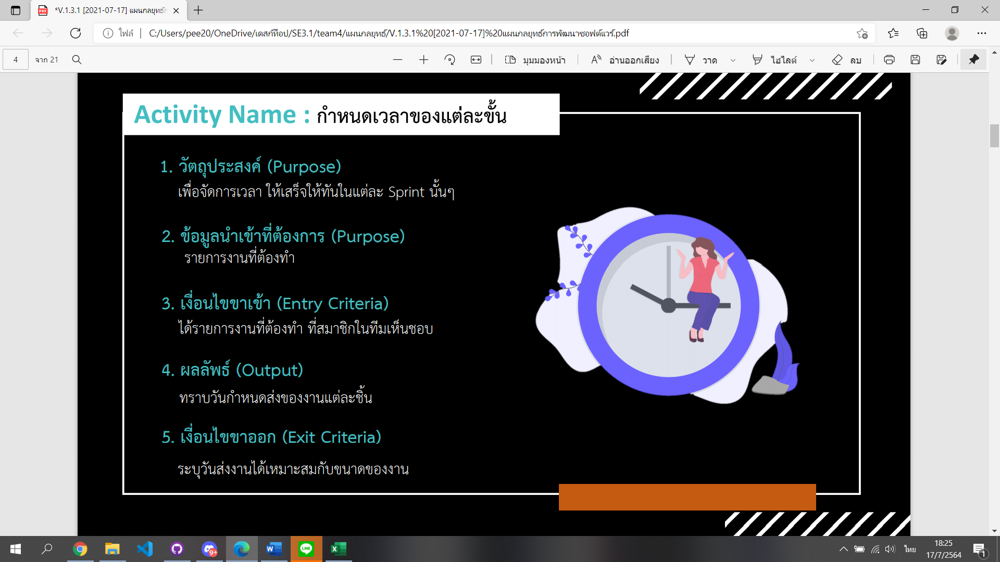 *V.1.3.1 [2021-07-17] แผนกลยุทธ์ก
ไฟล์ C:/Users/pee20/OneDrive/เดสก์ท็อป/SE3.1/team4/แผนกลยุทธ์/V.1.3.1%20[2021-07-17]%20แผนกลยุทธ์การพัฒนาซอฟต์แวร์.pdf
4 จาก 21 มุมมองหน้า อ่านออกเสียง วาด ไฮไลต์ ลบ
Activity Name : กำหนดเวลาของแต่ละขั้น
1. วัตถุประสงค์ (Purpose)
เพื่อจัดการเวลา ให้เสร็จให้ทันในแต่ละ Sprint นั้นๆ
2. ข้อมูลนำเข้าที่ต้องการ (Purpose)
รายการงานที่ต้องทำ
3. เงื่อนไขขาเข้า (Entry Criteria)
ได้รายการงานที่ต้องทำ ที่สมาชิกในทีมเห็นชอบ
4. ผลลัพธ์ (Output)
ทราบวันกำหนดส่งของงานแต่ละชิ้น
5. เงื่อนไขขาออก (Exit Criteria)
ระบุวันส่งงานได้เหมาะสมกับขนาดของงาน
9+
LINE
ไทย
18:25
17/7/2564
1